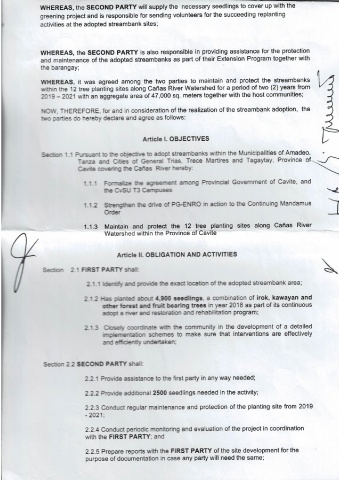 WHEREAS, the SECOND PARTY will supply the necessary seedlings to cover up with the
greening project and is responsible for sending volunteers for the succeeding replanting
activities at the adopted streambank sites;
WHEREAS, the SECOND PARTY is also responsible in providing assistance for the protection
and maintenance of the adopted streambanks as part of their Extension Program together with
the barangay;
WHEREAS, it was agreed among the two parties to maintain and protect the streambanks
within the 12 tree planting sites along Cañas River Watershed for a period of two (2) years from
2019 – 2021 with an aggregate area of 47,000 sq. meters together with the host communities;
NOW, THEREFORE, for and in consideration of the realization of the streambank adoption, the
two parties do hereby declare and agree as follows:
Article I. OBJECTIVES
Section 1.1 Pursuant to the objective to adopt streambanks within the Municipalities of Amadeo,
Tanza and Cities of General Trias, Trece Martires and Tagaytay, Province of
Cavite covering the Cañas River hereby:
1.1.1 Formalize the agreement among Provincial Government of Cavite, and
the CvSU T3 Campuses
1.1.2 Strengthen the drive of PG-ENRO in action to the Continuing Mandamus
Order
1.1.3 Maintain and protect the 12 tree planting sites along Cañas River
Watershed within the Province of Cavite
Article II. OBLIGATION AND ACTIVITIES
Section 2.1 FIRST PARTY shall:
2.1.1 Identify and provide the exact location of the adopted streambank area;
2.1.2 Has planted about 4,900 seedlings, a combination of irok, kawayan and
other forest and fruit bearing trees in year 2018 as part of its continuous
adopt a river and restoration and rehabilitation program;
2.1.3 Closely coordinate with the community in the development of a detailed
implementation schemes to make sure that interventions are effectively
and efficiently undertaken;
Section 2.2 SECOND PARTY shall:
2.2.1 Provide assistance to the first party in any way needed;
2.2.2 Provide additional 2500 seedlings needed in the activity;
2.2.3 Conduct regular maintenance and protection of the planting site from 2019
- 2021;
2.2.4 Conduct periodic monitoring and evaluation of the project in coordination
with the FIRST PARTY; and
2.2.5 Prepare reports with the FIRST PARTY of the site development for the
purpose of documentation in case any party will need the same;